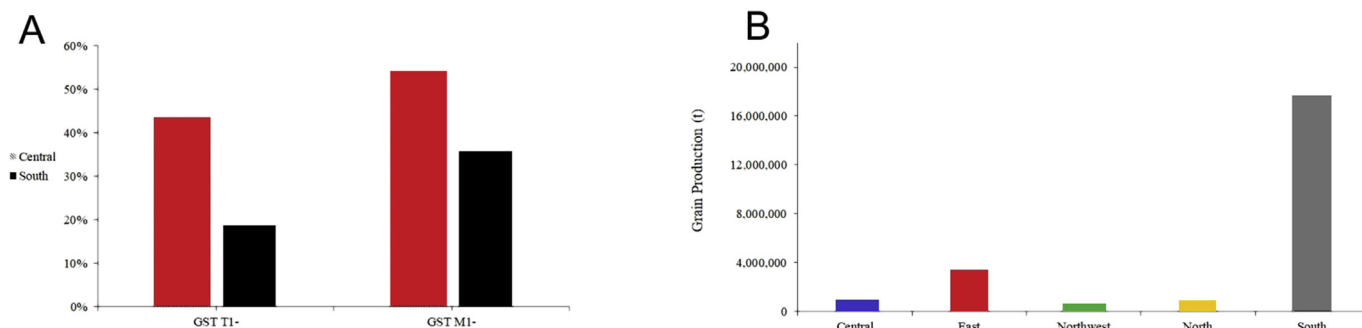 A
60%
50%
40%
30%
20%
10%
0%
Central
South
GST T1-
GST M1-
B
Grain Production (t)
20,000,000
16,000,000
12,000,000
8,000,000
4,000,000
0
Central
East
Northwest
North
South